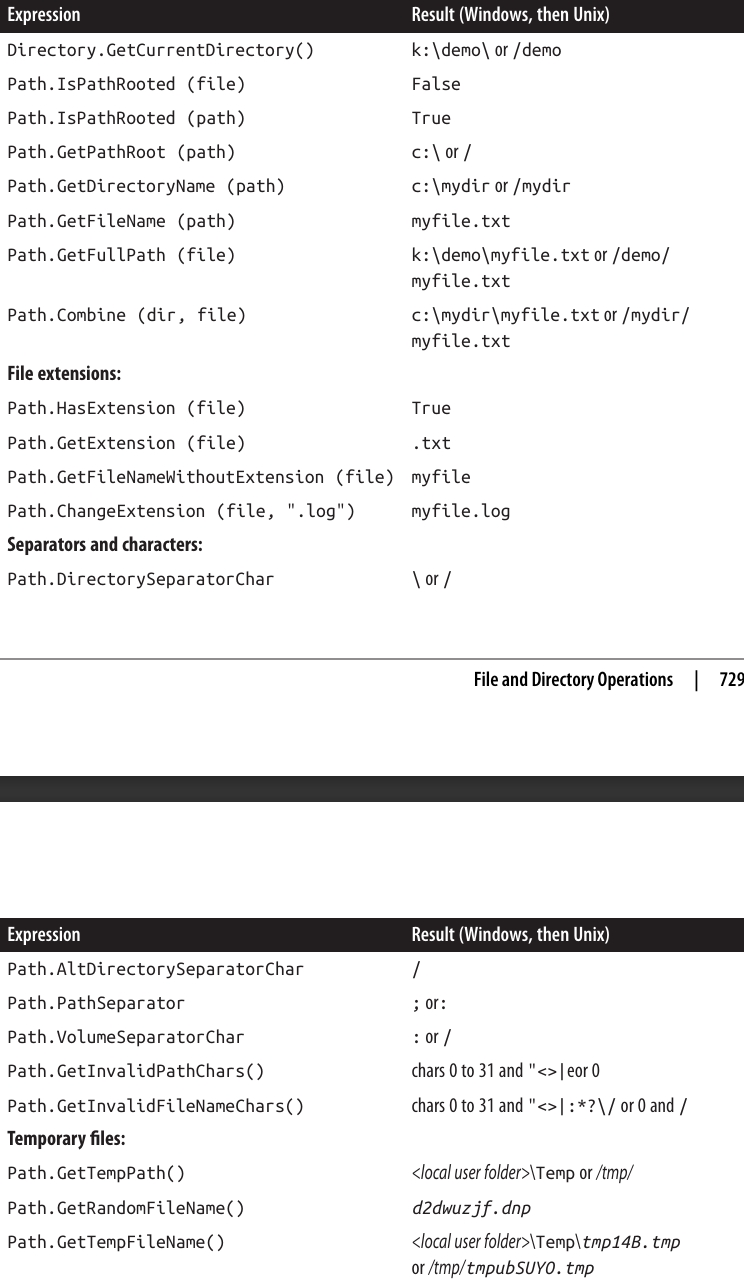 Expression Result (Windows, then Unix)
Directory.GetCurrentDirectory() k:\demo\ or /demo
Path.IsPathRooted (file) False
Path.IsPathRooted (path) True
Path.GetPathRoot (path) c:\ or /
Path.GetDirectoryName (path) c:\mydir or /mydir
Path.GetFileName (path) myfile.txt
Path.GetFullPath (file) k:\demo\myfile.txt or /demo/
myfile.txt
Path.Combine (dir, file) c:\mydir\myfile.txt or /mydir/
myfile.txt
File extensions:
Path.HasExtension (file) True
Path.GetExtension (file) .txt
Path.GetFileNameWithoutExtension (file) myfile
Path.ChangeExtension (file, ".log") myfile.log
Separators and characters:
Path.DirectorySeparatorChar \ or /
File and Directory Operations | 729
Expression Result (Windows, then Unix)
Path.AltDirectorySeparatorChar /
Path.PathSeparator ; or:
Path.VolumeSeparatorChar : or /
Path.GetInvalidPathChars() chars 0 to 31 and "<>|eor 0
Path.GetInvalidFileNameChars() chars 0 to 31 and "<>|:*?\/ or 0 and /
Temporary files:
Path.GetTempPath() <local user folder>\Temp or /tmp/
Path.GetRandomFileName() d2dwuzjf.dnp
Path.GetTempFileName() <local user folder>\Temp\tmp14B.tmp
or /tmp/tmpubSUYO.tmp